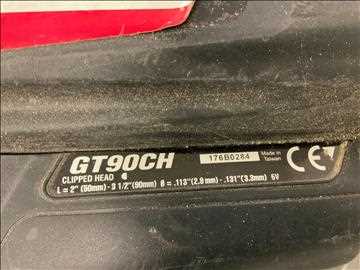 GT90CH 176B0284 Made in Taiwan CE
CLIPPED HEAD
L = 2" (50mm) - 3 1/2" (90mm) Ø = .113" (2.9 mm) - .131" (3.3mm) 6V